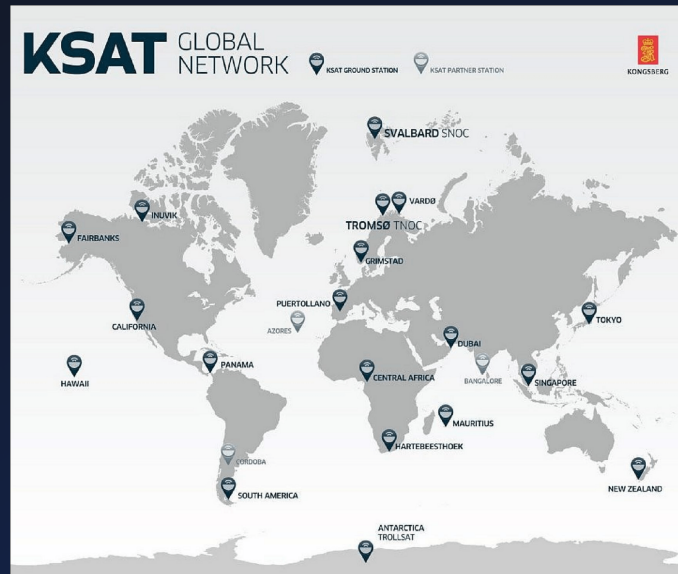 KSAT GLOBAL
NETWORK
KSAT GROUND STATION
KSAT PARTNER STATION
KONGSBERG
SVALBARD SNOC
INUVIK
VARDØ
TROMSØ TNOC
FAIRBANKS
GRIMSTAD
PUERTOLLANO
AZORES
CALIFORNIA
TOKYO
DUBAI
HAWAII
PANAMA
CENTRAL AFRICA
BANGALORE
SINGAPORE
MAURITIUS
HARTEBEESTHOEK
CORDOBA
SOUTH AMERICA
NEW ZEALAND
ANTARCTICA
TROLLSAT